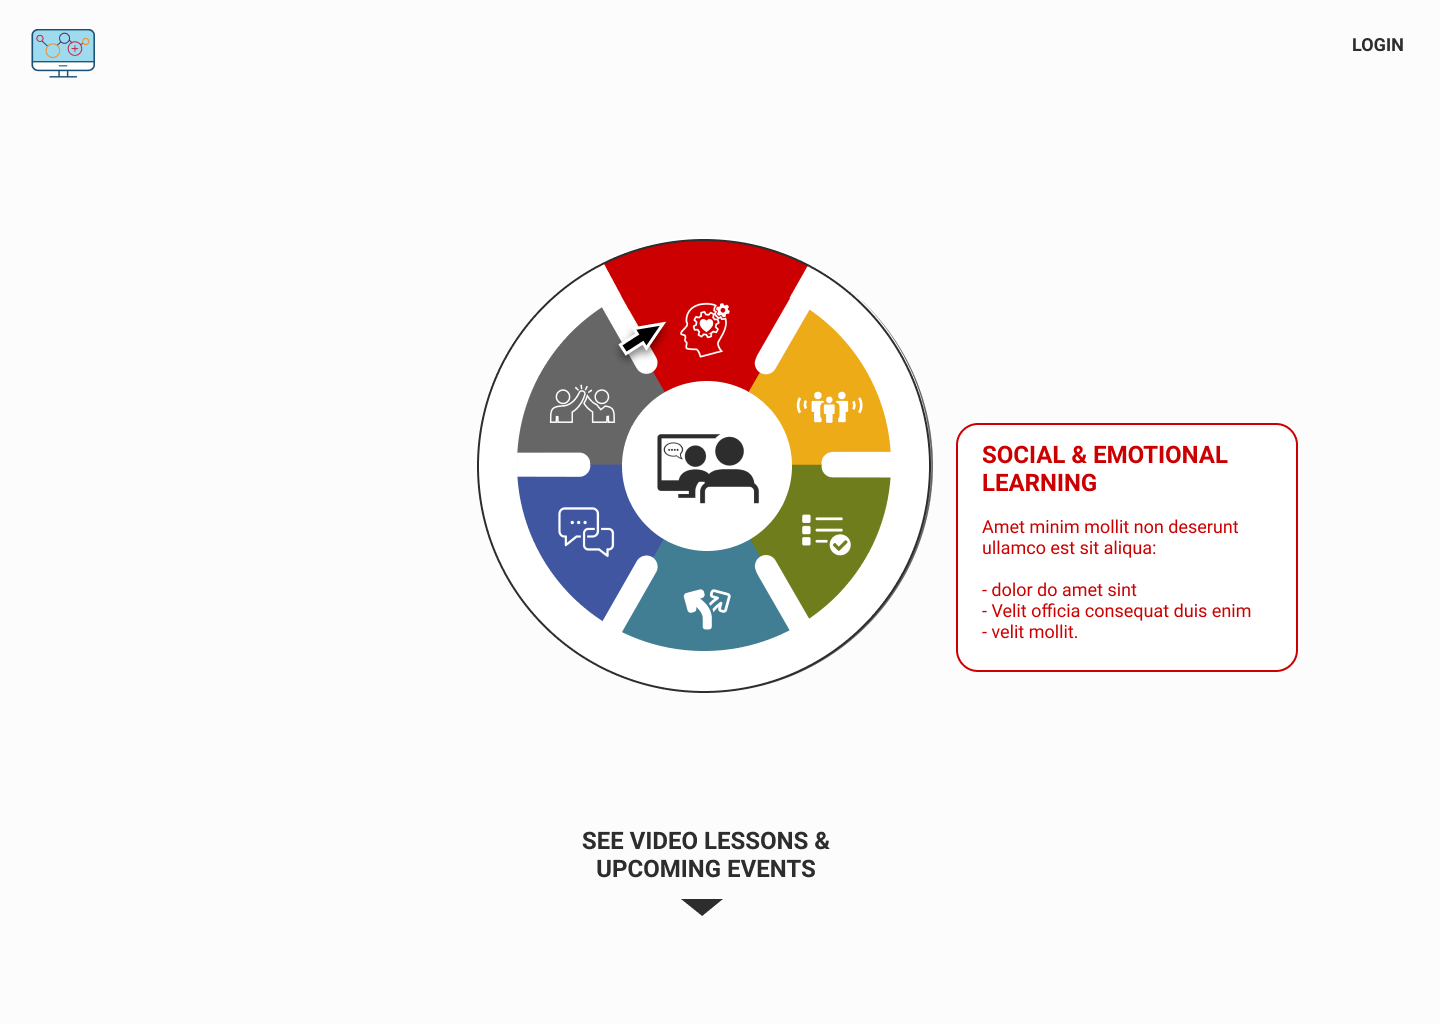 LOGIN
SOCIAL & EMOTIONAL
LEARNING
Amet minim mollit non deserunt
ullamco est sit aliqua:
- dolor do amet sint
- Velit officia consequat duis enim
- velit mollit.
SEE VIDEO LESSONS &
UPCOMING EVENTS